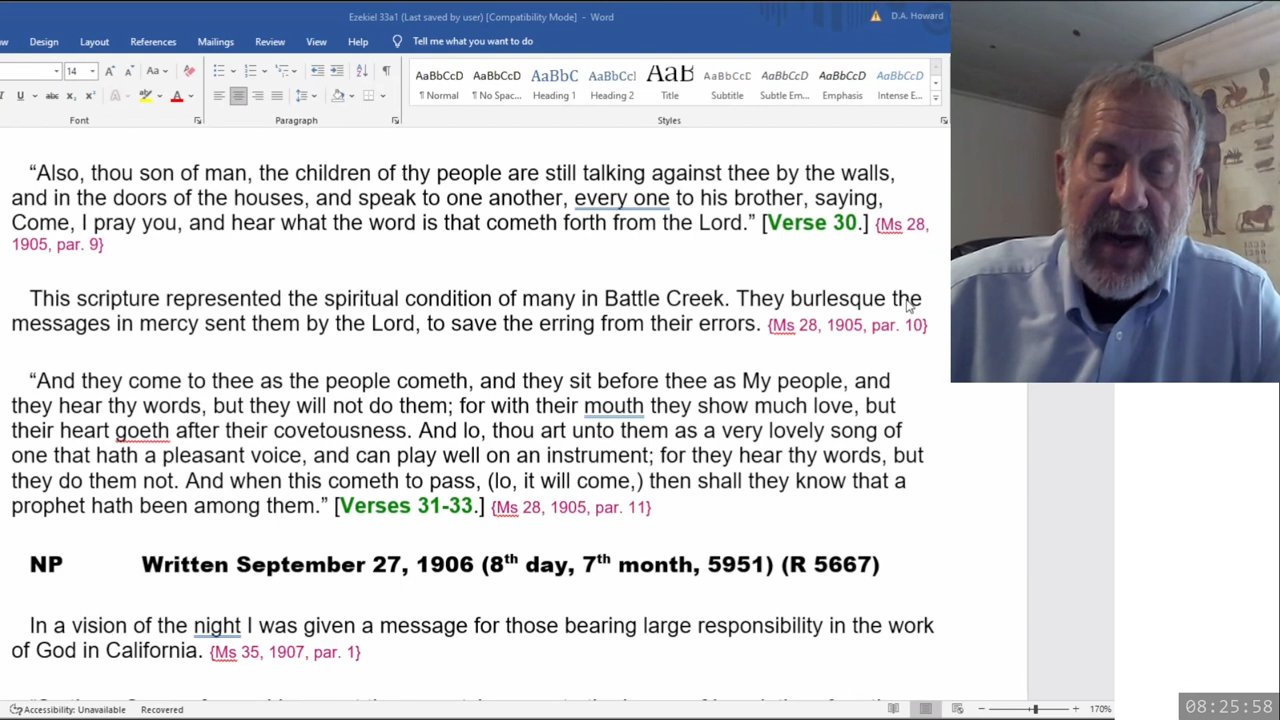 Ezekiel 33a1 (Last saved by user) [Compatibility Mode] - Word
D.A. Howard
Design Layout References Mailings Review View Help Tell me what you want to do
14 Aa
AaBbCcD AaBbCcD AaBbC AaBbCcI AaB AaBbCcD AaBbCcD AaBbCcD AaBbCcD
¶ Normal ¶ No Spac... Heading 1 Heading 2 Title Subtitle Subtle Em... Emphasis Intense E...
Font Paragraph Styles
“Also, thou son of man, the children of thy people are still talking against thee by the walls,
and in the doors of the houses, and speak to one another, every one to his brother, saying,
Come, I pray you, and hear what the word is that cometh forth from the Lord.” [Verse 30.] {Ms 28,
1905, par. 9}
This scripture represented the spiritual condition of many in Battle Creek. They burlesque the
messages in mercy sent them by the Lord, to save the erring from their errors. {Ms 28, 1905, par. 10}
“And they come to thee as the people cometh, and they sit before thee as My people, and
they hear thy words, but they will not do them; for with their mouth they show much love, but
their heart goeth after their covetousness. And lo, thou art unto them as a very lovely song of
one that hath a pleasant voice, and can play well on an instrument; for they hear thy words, but
they do them not. And when this cometh to pass, (lo, it will come,) then shall they know that a
prophet hath been among them.” [Verses 31-33.] {Ms 28, 1905, par. 11}
NP Written September 27, 1906 (8th day, 7th month, 5951) (R 5667)
In a vision of the night I was given a message for those bearing large responsibility in the work
of God in California. {Ms 35, 1907, par. 1}
Accessibility: Unavailable Recovered 170%
08:25:58